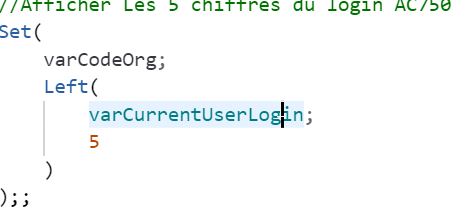 //Afficher Les 5 chiffres du login AC750
Set(
varCodeOrg;
Left(
varCurrentUserLogin;
5
)
);;